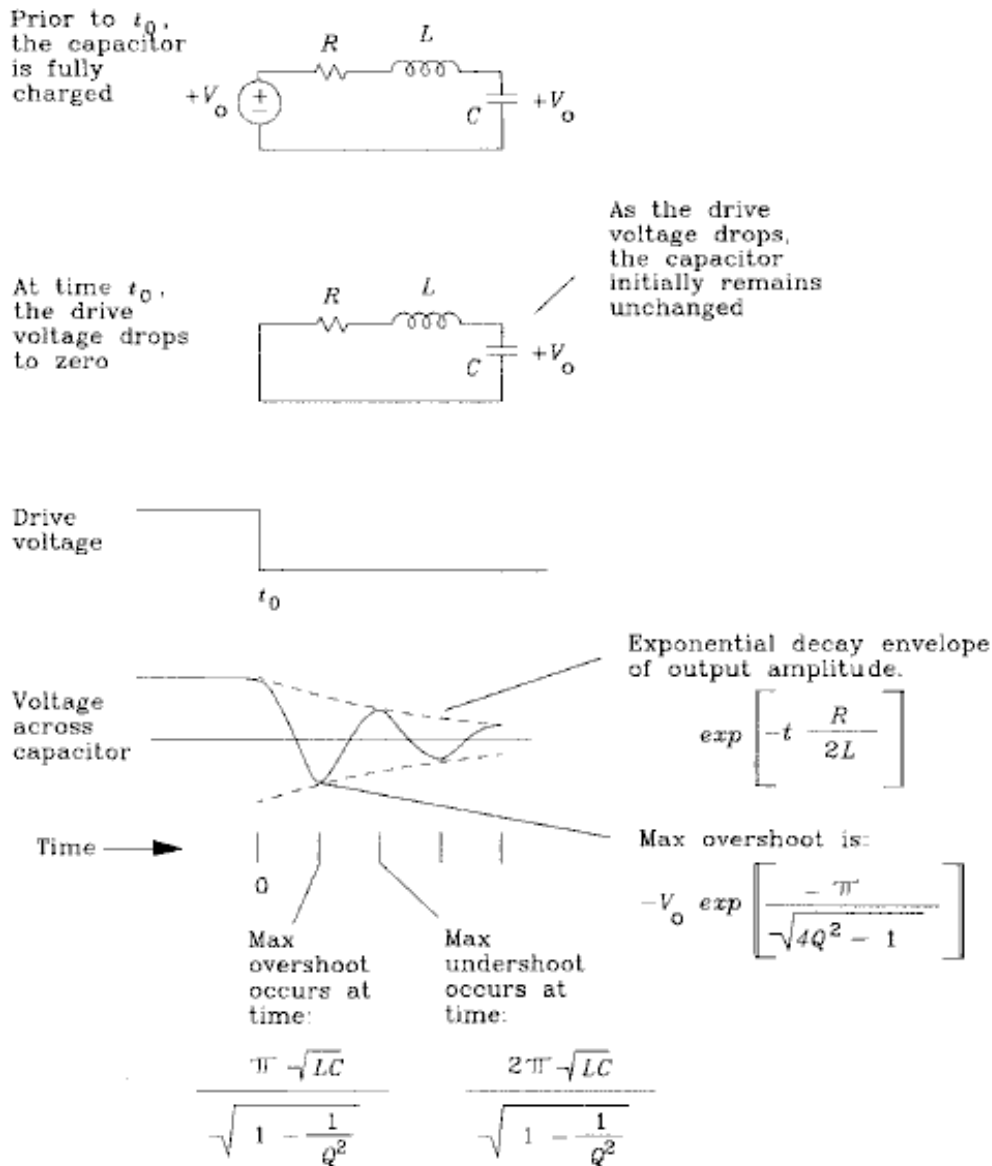 Prior to t₀,
the capacitor
is fully
charged
R
L
+V₀
+
−
C
+V₀
As the drive
voltage drops,
the capacitor
initially remains
unchanged
At time t₀,
the drive
voltage drops
to zero
R
L
C
+V₀
Drive
voltage
t₀
Exponential decay envelope
of output amplitude.
exp [-t R/2L]
Voltage
across
capacitor
Time
0
Max overshoot is:
-V₀ exp [-π/√(4Q² - 1)]
Max
overshoot
occurs at
time:
π√LC / √(1 - 1/Q²)
Max
undershoot
occurs at
time:
2π√LC / √(1 - 1/Q²)